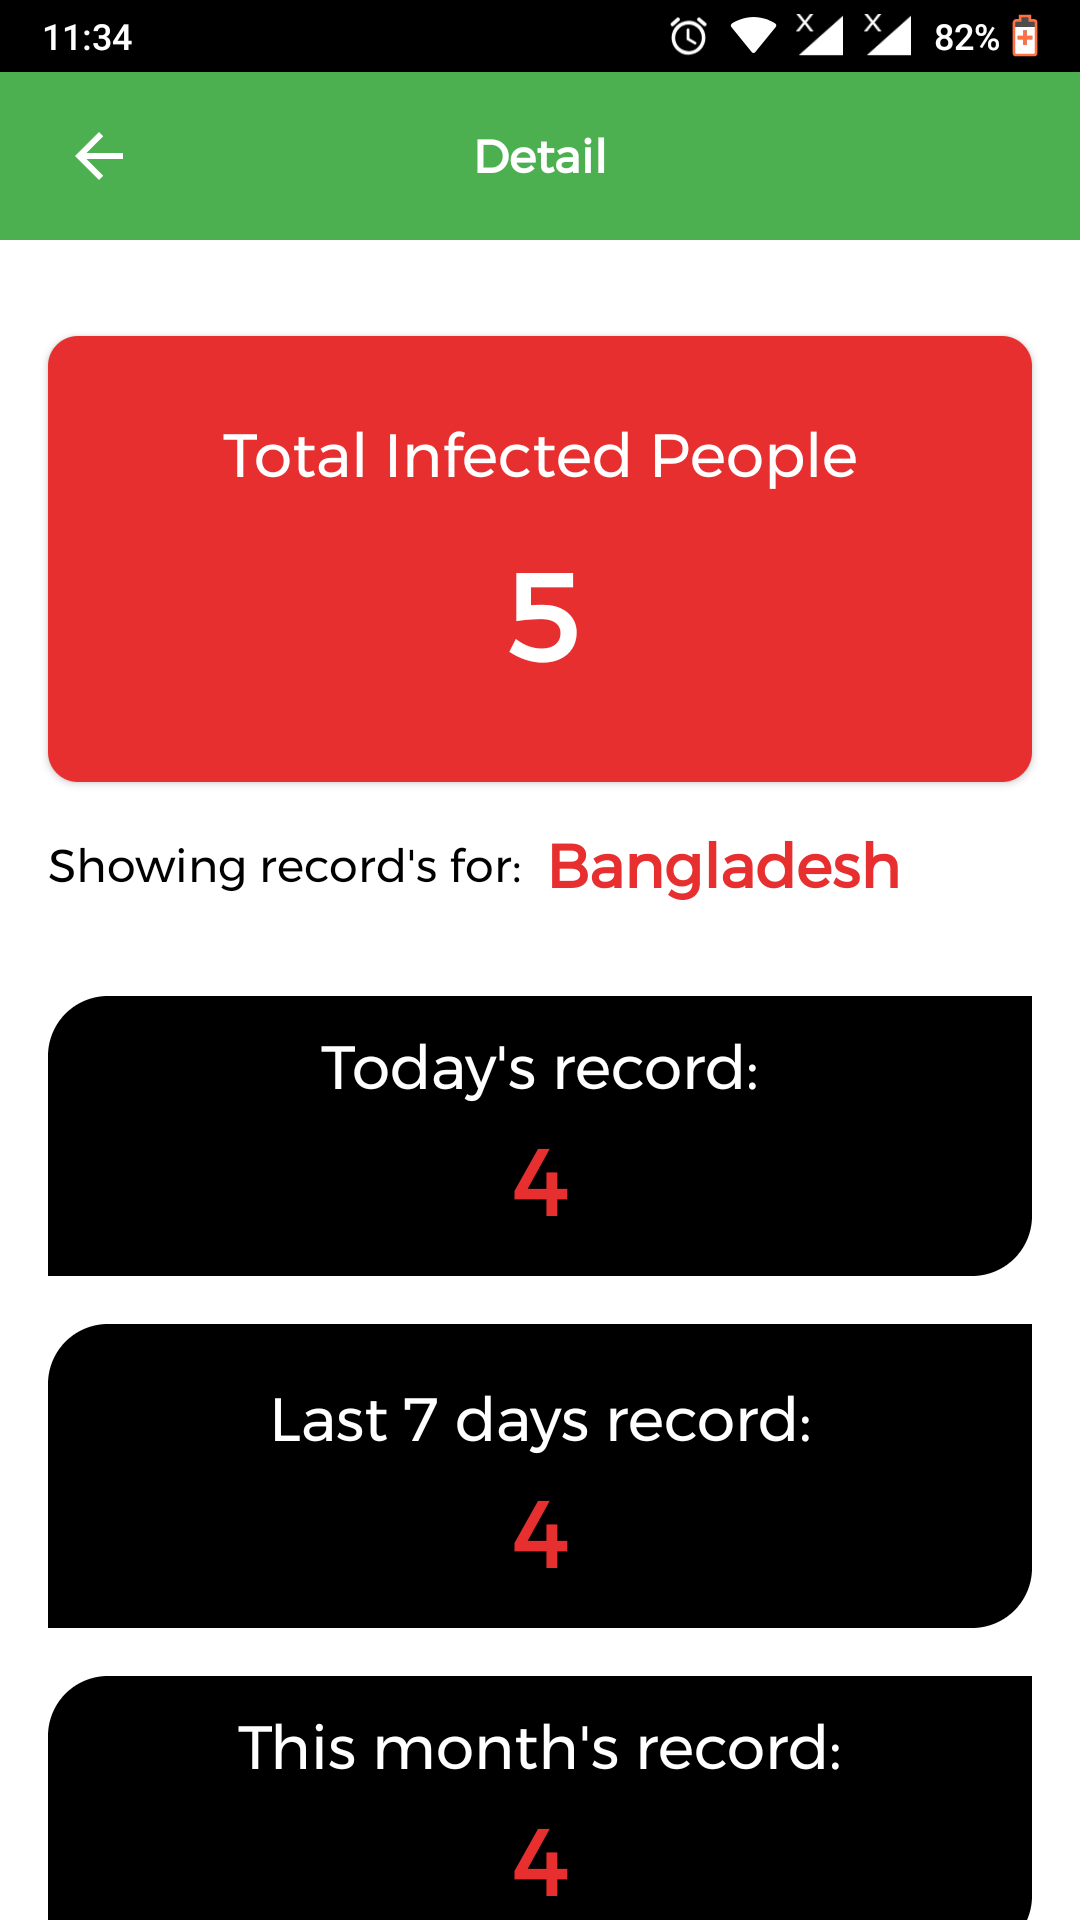 11:34 82%
Detail
Total Infected People
5
Showing record's for: Bangladesh
Today's record:
4
Last 7 days record:
4
This month's record:
4